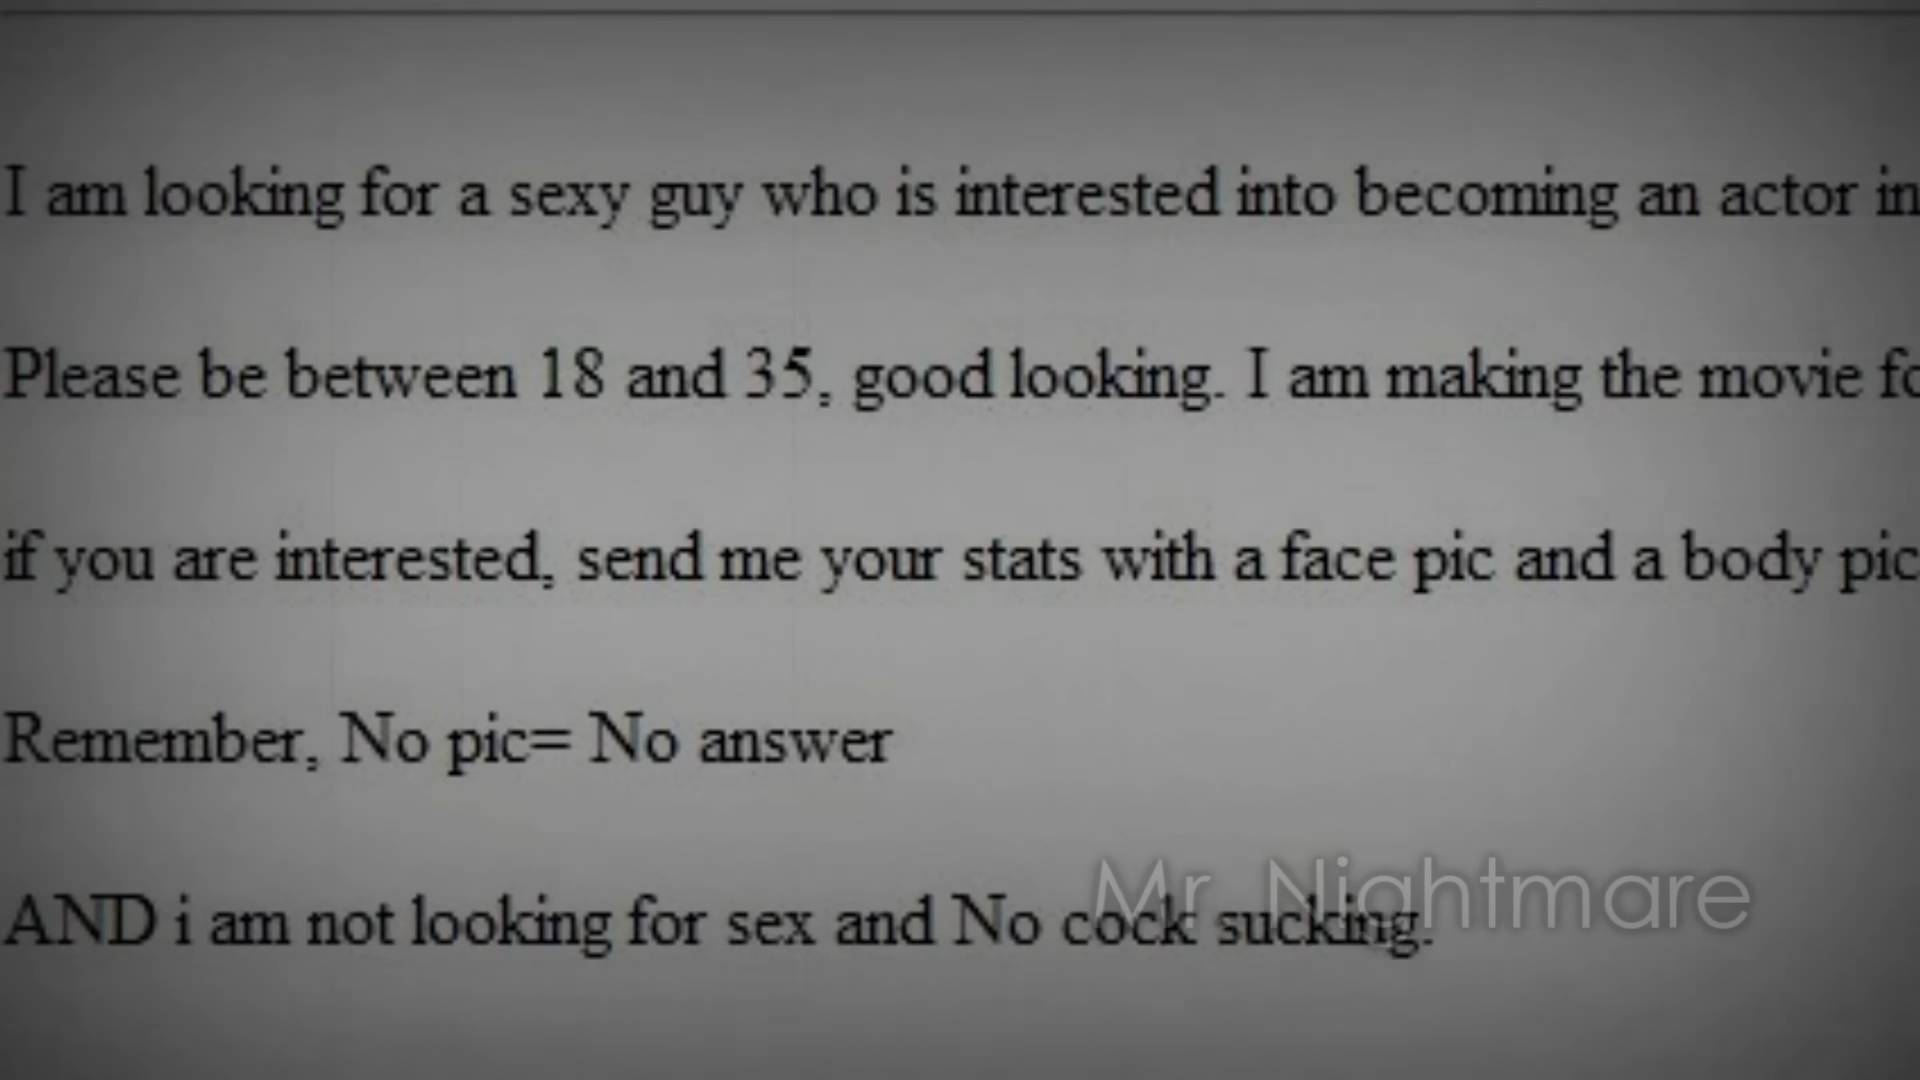 I am looking for a sexy guy who is interested into becoming an actor in
Please be between 18 and 35, good looking. I am making the movie fo
if you are interested, send me your stats with a face pic and a body pic
Remember, No pic= No answer
AND i am not looking for sex and No cock sucking.
Mr Nightmare